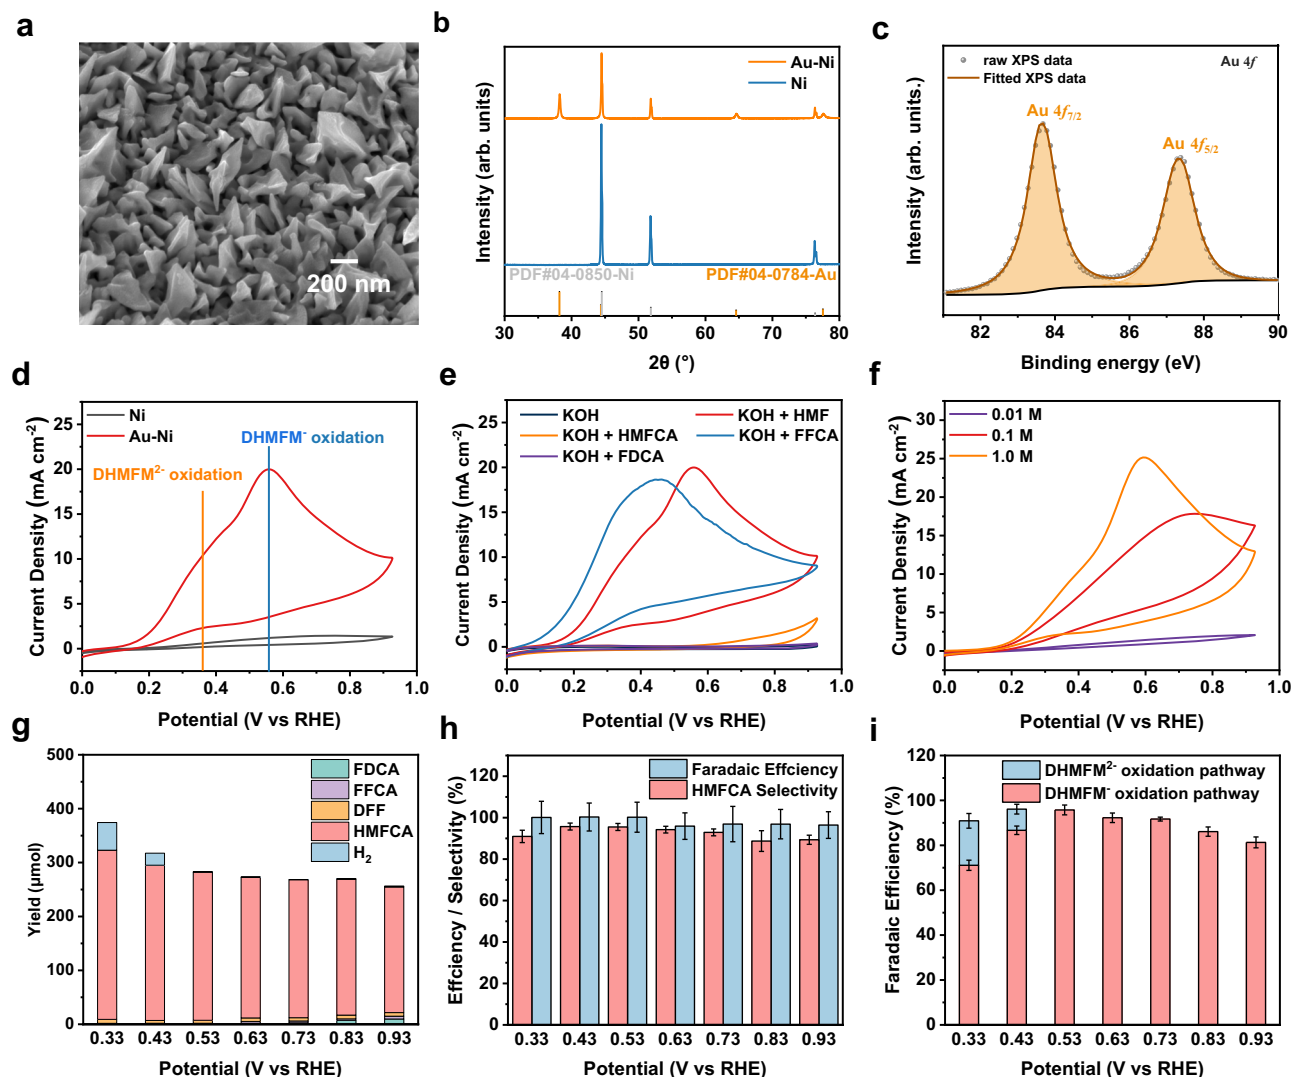 a
200 nm
b
Intensity (arb. units)
Au-Ni
Ni
PDF#04-0850-Ni
PDF#04-0784-Au
30 40 50 60 70 80
2θ (°)
c
Intensity (arb. units.)
raw XPS data
Fitted XPS data
Au 4f
Au 4f7/2
Au 4f5/2
82 84 86 88 90
Binding energy (eV)
d
Current Density (mA cm-2)
25
20
15
10
5
0
Ni
Au-Ni
DHMFM- oxidation
DHMFM2- oxidation
0.0 0.2 0.4 0.6 0.8 1.0
Potential (V vs RHE)
e
Current Density (mA cm-2)
25
20
15
10
5
0
KOH
KOH + HMF
KOH + HMFCA
KOH + FFCA
KOH + FDCA
0.0 0.2 0.4 0.6 0.8 1.0
Potential (V vs RHE)
f
Current Density (mA cm-2)
30
25
20
15
10
5
0
0.01 M
0.1 M
1.0 M
0.0 0.2 0.4 0.6 0.8 1.0
Potential (V vs RHE)
g
Yield (μmol)
500
400
300
200
100
0
FDCA
FFCA
DFF
HMFCA
H2
0.33 0.43 0.53 0.63 0.73 0.83 0.93
Potential (V vs RHE)
h
Effciency / Selectivity (%)
120
100
80
60
40
20
0
Faradaic Effciency
HMFCA Selectivity
0.33 0.43 0.53 0.63 0.73 0.83 0.93
Potential (V vs RHE)
i
Faradaic Efficiency (%)
120
100
80
60
40
20
0
DHMFM2- oxidation pathway
DHMFM- oxidation pathway
0.33 0.43 0.53 0.63 0.73 0.83 0.93
Potential (V vs RHE)